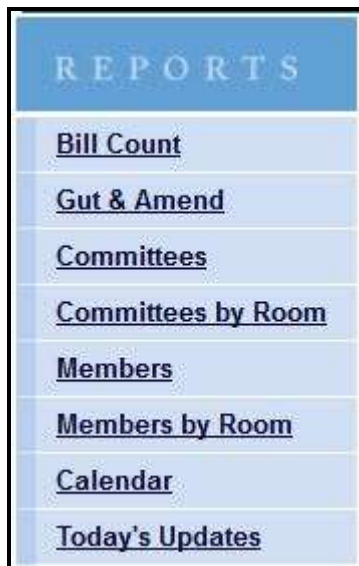 REPORTS
Bill Count
Gut & Amend
Committees
Committees by Room
Members
Members by Room
Calendar
Today's Updates